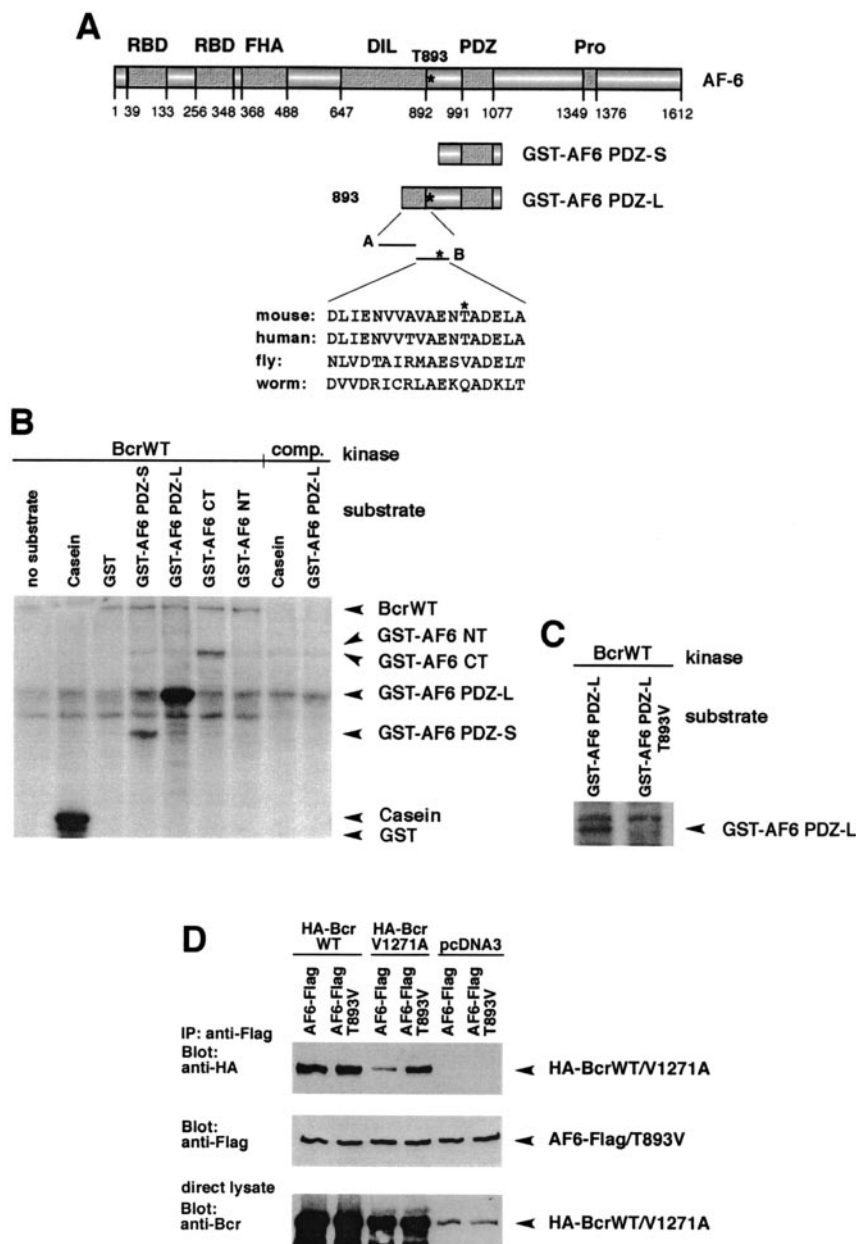 A
RBD RBD FHA DIL PDZ Pro
T893
*
AF-6
1 39 133 256 348 368 488 647 892 991 1077 1349 1376 1612
GST-AF6 PDZ-S
893 * GST-AF6 PDZ-L
A
* B
*
mouse: DLIENVVAVAENTADELA
human: DLIENVVTVAENTADELA
fly: NLVDTAIRMAESVADELT
worm: DVVDRICRLAEKQADKLT
B
BcrWT comp. kinase
no substrate
Casein
GST
GST-AF6 PDZ-S
GST-AF6 PDZ-L
GST-AF6 CT
GST-AF6 NT
Casein
GST-AF6 PDZ-L
substrate
BcrWT
GST-AF6 NT
GST-AF6 CT
GST-AF6 PDZ-L
GST-AF6 PDZ-S
Casein
GST
C
BcrWT kinase
GST-AF6 PDZ-L
GST-AF6 PDZ-L
T893V
substrate
GST-AF6 PDZ-L
D
HA-Bcr
WT
HA-Bcr
V1271A
pcDNA3
AF6-Flag
AF6-Flag
T893V
AF6-Flag
AF6-Flag
T893V
AF6-Flag
AF6-Flag
T893V
IP: anti-Flag
Blot:
anti-HA
HA-BcrWT/V1271A
Blot:
anti-Flag
AF6-Flag/T893V
direct lysate
Blot:
anti-Bcr
HA-BcrWT/V1271A